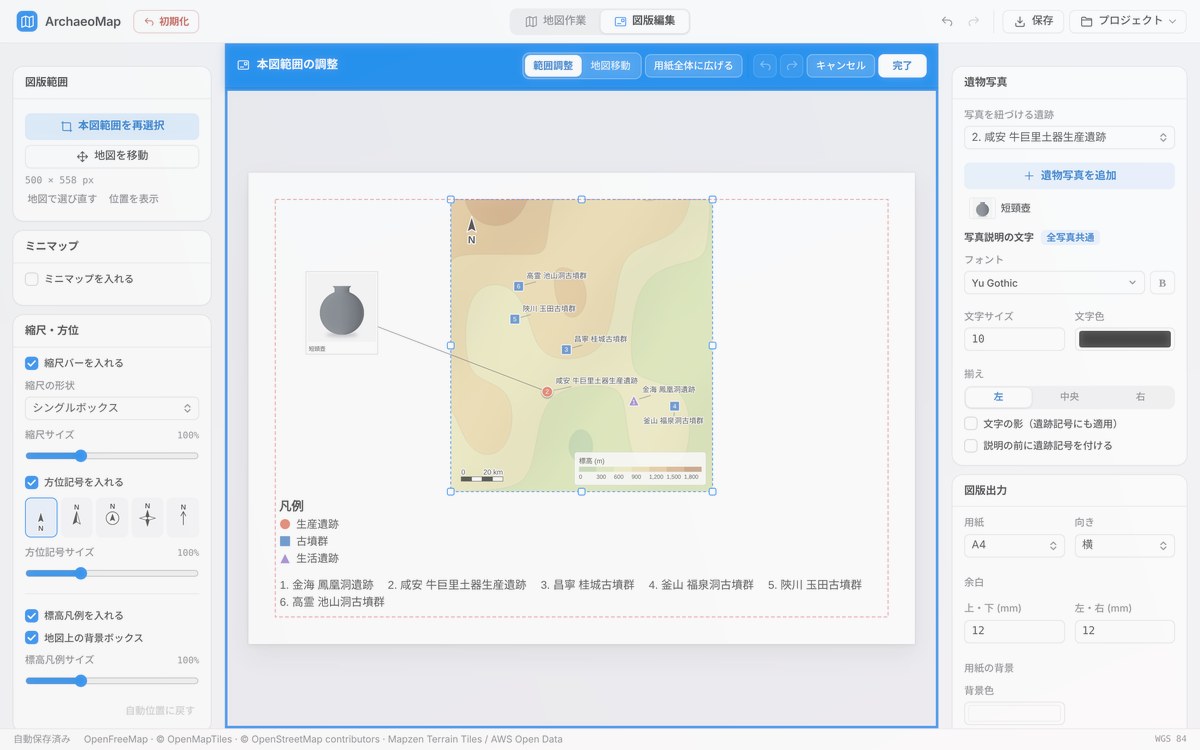 ArchaeoMap
初期化
地図作業
図版編集
保存
プロジェクト
図版範囲
本図範囲を再選択
地図を移動
500 × 558 px
地図で選び直す 位置を表示
ミニマップ
ミニマップを入れる
縮尺・方位
縮尺バーを入れる
縮尺の形状
シングルボックス
縮尺サイズ 100%
方位記号を入れる
N N N N N
方位記号サイズ 100%
標高凡例を入れる
地図上の背景ボックス
標高凡例サイズ 100%
自動位置に戻す
本図範囲の調整
範囲調整 地図移動 用紙全体に広げる キャンセル 完了
N
6 高霊 池山洞古墳群
5 陜川 玉田古墳群
3 昌寧 桂城古墳群
2 咸安 牛巨里土器生産遺跡
1 金海 鳳凰洞遺跡
4 釜山 福泉洞古墳群
短頸壺
0 20 km
標高 (m)
0 300 600 900 1,200 1,500 1,800
凡例
生産遺跡
古墳群
生活遺跡
1. 金海 鳳凰洞遺跡 2. 咸安 牛巨里土器生産遺跡 3. 昌寧 桂城古墳群 4. 釜山 福泉洞古墳群 5. 陜川 玉田古墳群
6. 高霊 池山洞古墳群
遺物写真
写真を紐づける遺跡
2. 咸安 牛巨里土器生産遺跡
遺物写真を追加
短頸壺
写真説明の文字 全写真共通
フォント
Yu Gothic B
文字サイズ 文字色
10
揃え
左 中央 右
文字の影（遺跡記号にも適用）
説明の前に遺跡記号を付ける
図版出力
用紙 向き
A4 横
余白
上・下 (mm) 左・右 (mm)
12 12
用紙の背景
背景色
自動保存済み OpenFreeMap · © OpenMapTiles · © OpenStreetMap contributors · Mapzen Terrain Tiles / AWS Open Data
WGS 84